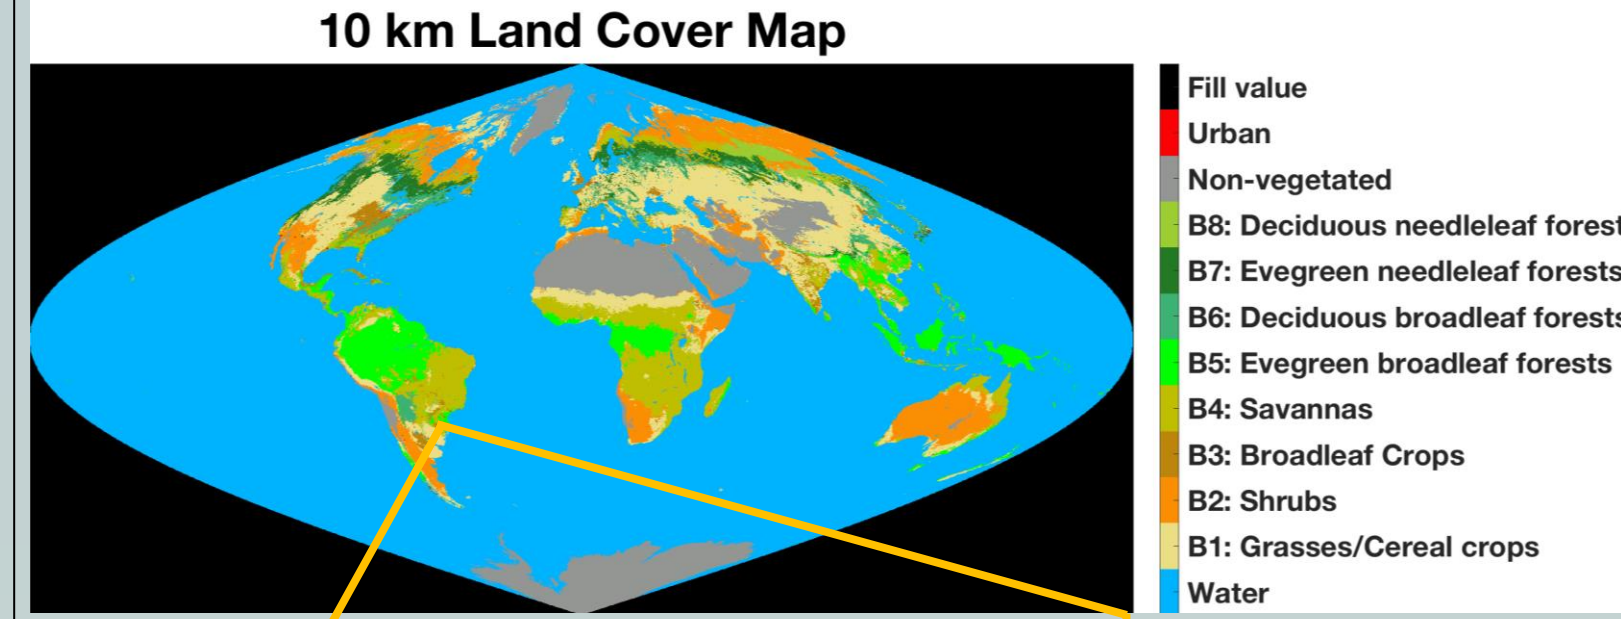 10 km Land Cover Map
Fill value
Urban
Non-vegetated
B8: Deciduous needleleaf forest
B7: Evegreen needleleaf forests
B6: Deciduous broadleaf forests
B5: Evegreen broadleaf forests
B4: Savannas
B3: Broadleaf Crops
B2: Shrubs
B1: Grasses/Cereal crops
Water